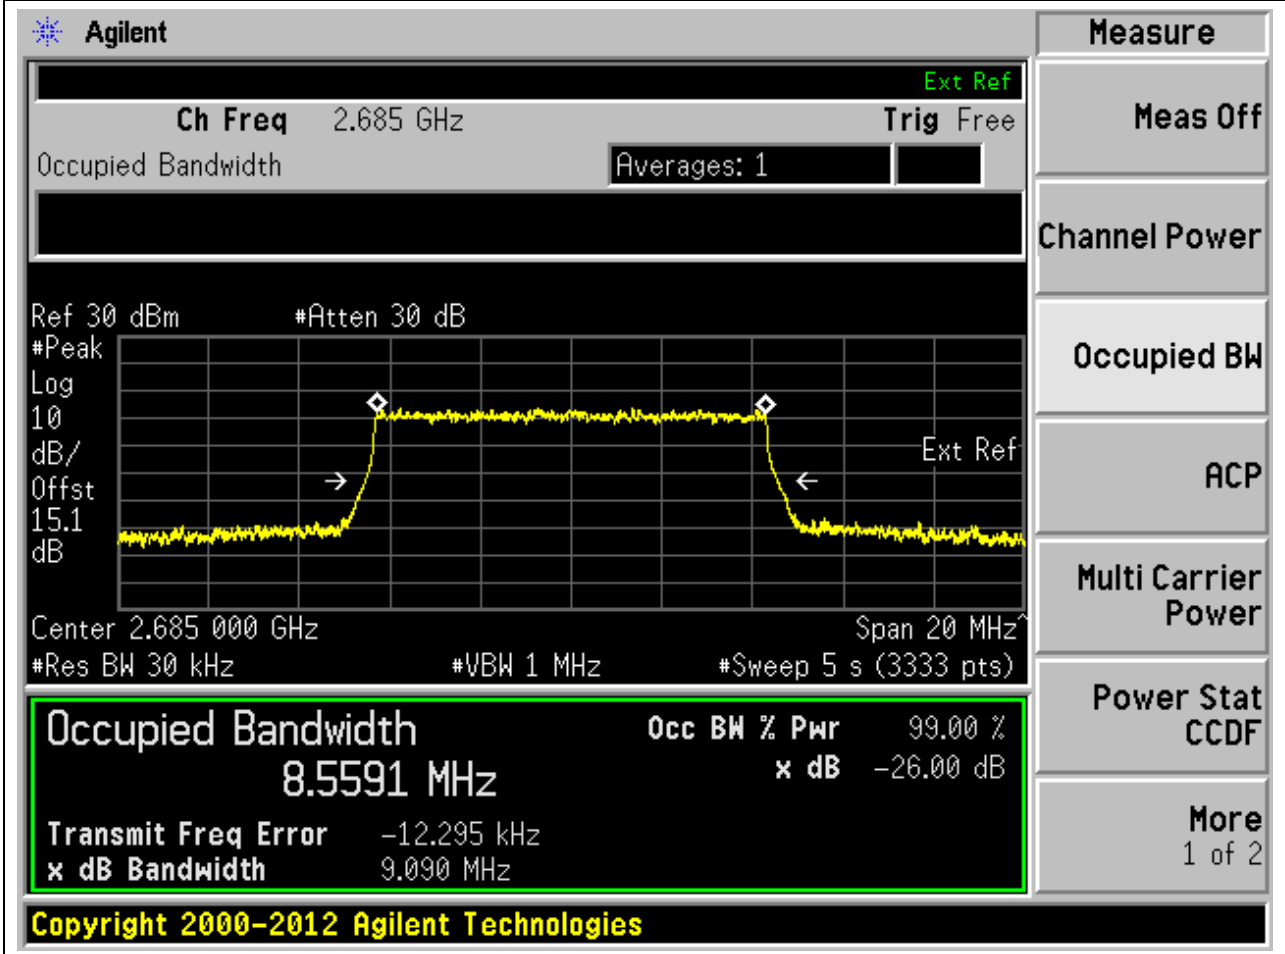 Agilent
Measure
Ext Ref
Ch Freq 2.685 GHz
Trig Free
Occupied Bandwidth
Averages: 1
Meas Off
Channel Power
Occupied BW
ACP
Multi Carrier
Power
Power Stat
CCDF
More
1 of 2
Ref 30 dBm #Atten 30 dB
#Peak
Log
10
dB/
Offst
15.1
dB
Ext Ref
Center 2.685 000 GHz Span 20 MHz^
#Res BW 30 kHz #VBW 1 MHz #Sweep 5 s (3333 pts)
Occupied Bandwidth
8.5591 MHz
Occ BW % Pwr 99.00 %
x dB -26.00 dB
Transmit Freq Error -12.295 kHz
x dB Bandwidth 9.090 MHz
Copyright 2000-2012 Agilent Technologies